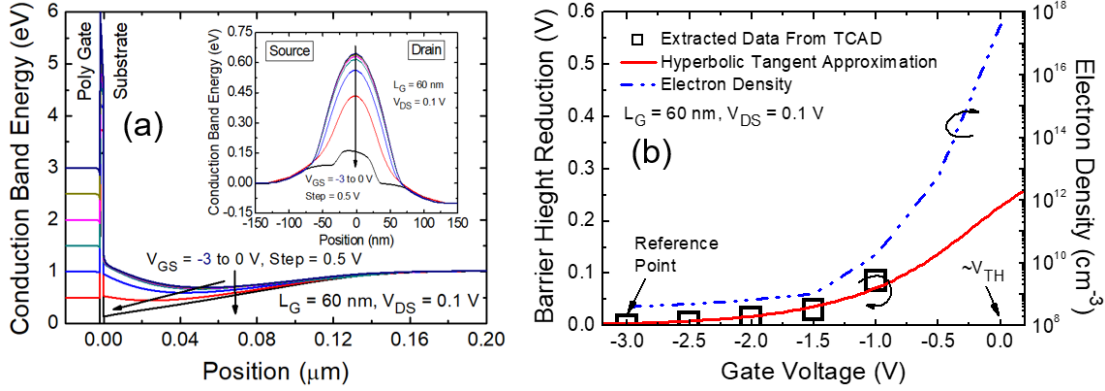 6
5
4
3
2
1
0
Conduction Band Energy (eV)
Poly Gate
Substrate
(a)
0.75
0.60
0.45
0.30
0.15
0.00
-0.15
Conduction Band Energy (eV)
Source
Drain
L_G = 60 nm
V_DS = 0.1 V
V_GS = -3 to 0 V
Step = 0.5 V
-150 -100 -50 0 50 100 150
Position (nm)
V_GS = -3 to 0 V, Step = 0.5 V
L_G = 60 nm, V_DS = 0.1 V
0.00 0.04 0.08 0.12 0.16 0.20
Position (μm)
0.6
0.5
0.4
0.3
0.2
0.1
0.0
Barrier Hieght Reduction (V)
Extracted Data From TCAD
Hyperbolic Tangent Approximation
Electron Density
L_G = 60 nm, V_DS = 0.1 V
(b)
Reference
Point
~V_TH
10^18
10^16
10^14
10^12
10^10
10^8
Electron Density (cm^-3)
-3.0 -2.5 -2.0 -1.5 -1.0 -0.5 0.0
Gate Voltage (V)